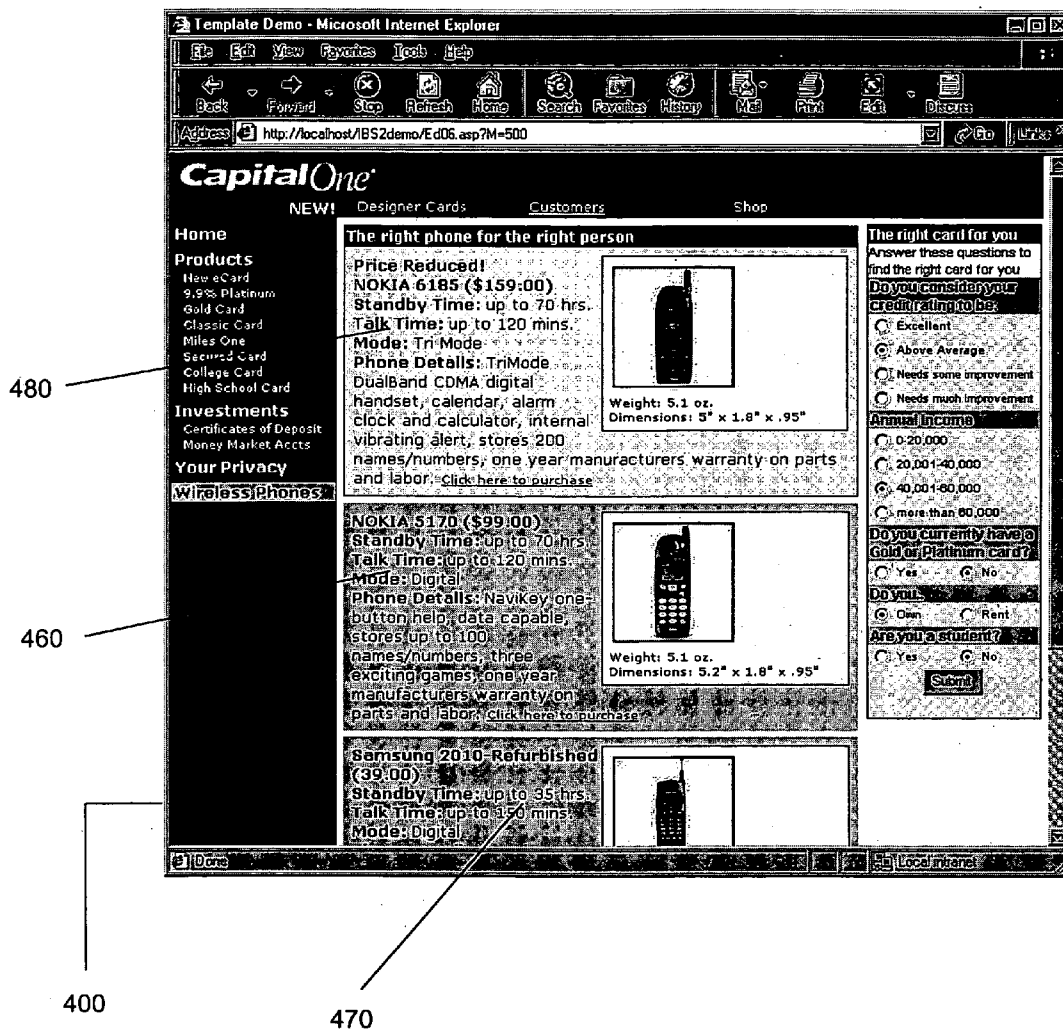 Template Demo - Microsoft Internet Explorer
File Edit View Favorites Tools Help
Back Forward Stop Refresh Home Search Favorites History Mail Print Edit Discuss
Address http://localhost/IBS2demo/Ed06.asp?M=500 Go Links
CapitalOne
NEW! Designer Cards Customers Shop
Home
Products
New eCard
9.9% Platinum
Gold Card
Classic Card
Miles One
Secured Card
College Card
High School Card
Investments
Certificates of Deposit
Money Market Accts
Your Privacy
Wireless Phones
The right phone for the right person
Price Reduced!
NOKIA 6185 ($159.00)
Standby Time: up to 70 hrs.
Talk Time: up to 120 mins.
Mode: Tri Mode
Phone Details: TriMode
DualBand CDMA digital
handset, calendar, alarm
clock and calculator, internal
vibrating alert, stores 200
names/numbers, one year manufacturers warranty on parts
and labor. Click here to purchase
Weight: 5.1 oz.
Dimensions: 5" x 1.8" x .95"
NOKIA 5170 ($99.00)
Standby Time: up to 70 hrs.
Talk Time: up to 120 mins.
Mode: Digital
Phone Details: NaviKey one-
button help, data capable,
stores up to 100
names/numbers, three
exciting games, one year
manufacturers warranty on
parts and labor. Click here to purchase
Weight: 5.1 oz.
Dimensions: 5.2" x 1.8" x .95"
Samsung 2010-Refurbished
(39.00)
Standby Time: up to 35 hrs.
Talk Time: up to 150 mins.
Mode: Digital
The right card for you
Answer these questions to
find the right card for you
Do you consider your
credit rating to be:
Excellent
Above Average
Needs some improvement
Needs much improvement
Annual Income
0-20,000
20,001-40,000
40,001-60,000
more than 60,000
Do you currently have a
Gold or Platinum card?
Yes No
Do you...
Own Rent
Are you a student?
Yes No
Submit
Done Local intranet
480
460
400
470